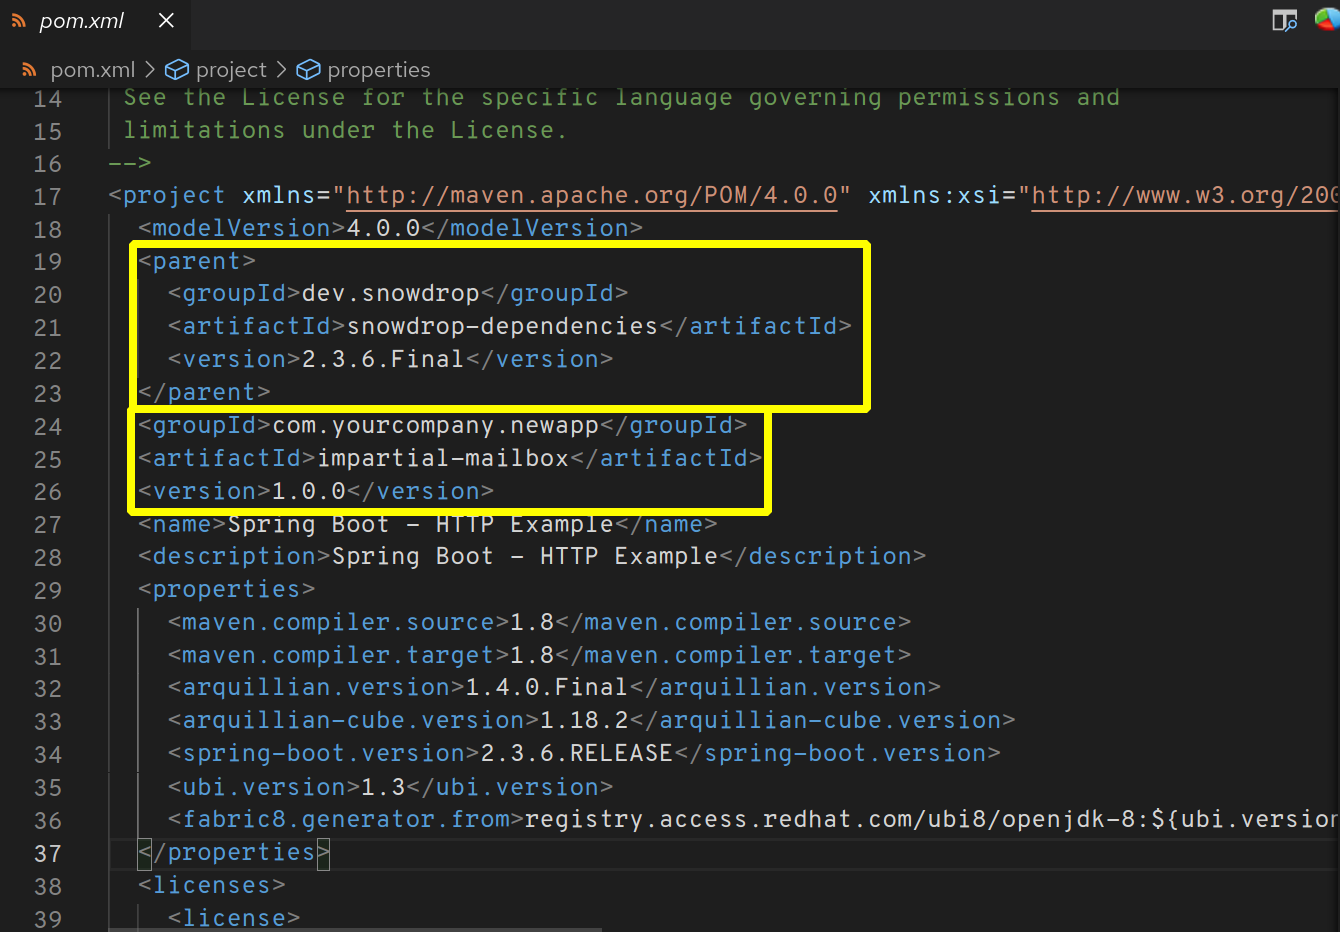 pom.xml
pom.xml > project > properties
14 See the License for the specific language governing permissions and
15 limitations under the License.
16 -->
17 <project xmlns="http://maven.apache.org/POM/4.0.0" xmlns:xsi="http://www.w3.org/200
18 <modelVersion>4.0.0</modelVersion>
19 <parent>
20 <groupId>dev.snowdrop</groupId>
21 <artifactId>snowdrop-dependencies</artifactId>
22 <version>2.3.6.Final</version>
23 </parent>
24 <groupId>com.yourcompany.newapp</groupId>
25 <artifactId>impartial-mailbox</artifactId>
26 <version>1.0.0</version>
27 <name>Spring Boot - HTTP Example</name>
28 <description>Spring Boot - HTTP Example</description>
29 <properties>
30 <maven.compiler.source>1.8</maven.compiler.source>
31 <maven.compiler.target>1.8</maven.compiler.target>
32 <arquillian.version>1.4.0.Final</arquillian.version>
33 <arquillian-cube.version>1.18.2</arquillian-cube.version>
34 <spring-boot.version>2.3.6.RELEASE</spring-boot.version>
35 <ubi.version>1.3</ubi.version>
36 <fabric8.generator.from>registry.access.redhat.com/ubi8/openjdk-8:${ubi.version
37 </properties>
38 <licenses>
39 <license>